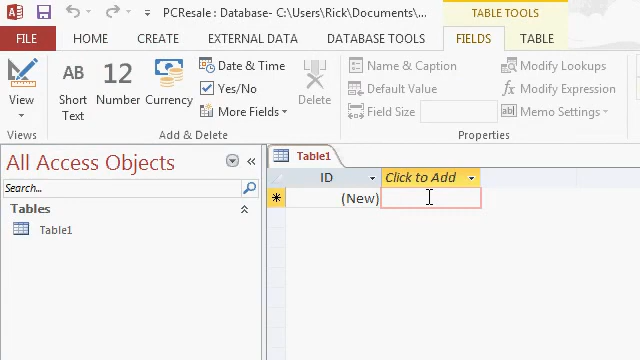 PCResale : Database- C:\Users\Rick\Documents\...
TABLE TOOLS
FILE HOME CREATE EXTERNAL DATA DATABASE TOOLS FIELDS TABLE
View
Views
AB
Short
Text
12
Number
Currency
Date & Time
Yes/No
More Fields
Delete
Add & Delete
Name & Caption
Default Value
Field Size
Modify Lookups
Modify Expression
ab Memo Settings
Properties
All Access Objects
Search...
Tables
Table1
Table1
ID Click to Add
(New)